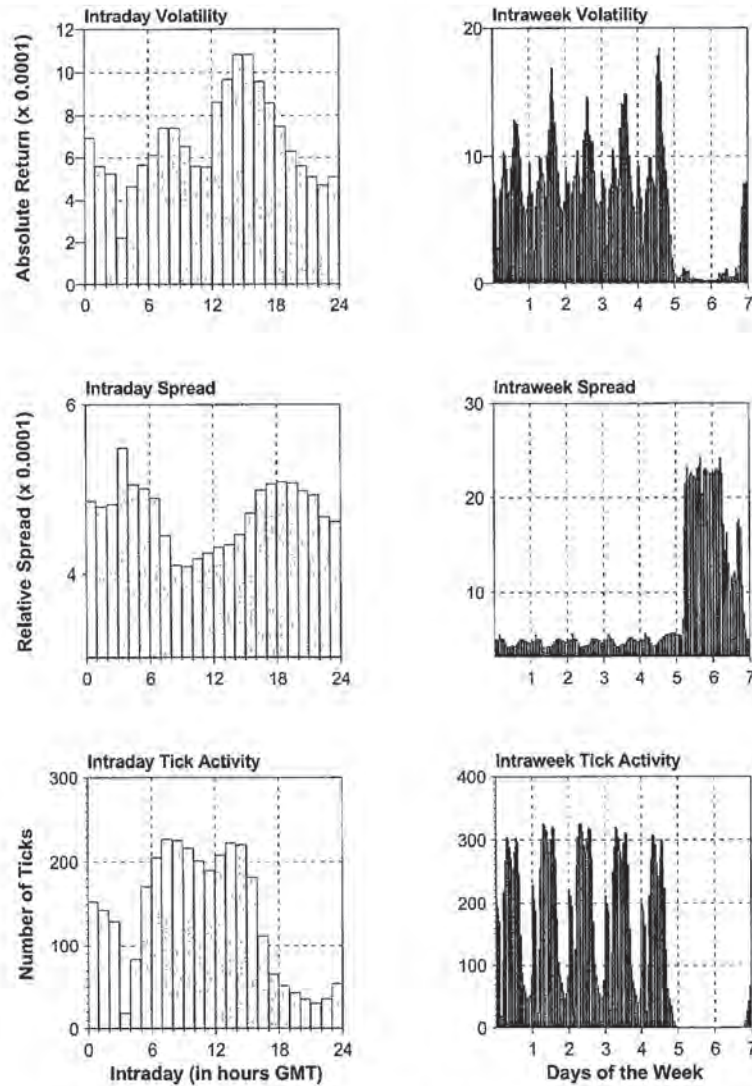 Intraday Volatility
Absolute Return (x 0.0001)
12
10
8
6
4
2
0
0 6 12 18 24
Intraweek Volatility
20
10
0
1 2 3 4 5 6 7
Intraday Spread
Relative Spread (x 0.0001)
6
4
0 6 12 18 24
Intraweek Spread
30
20
10
1 2 3 4 5 6 7
Intraday Tick Activity
Number of Ticks
300
200
100
0
0 6 12 18 24
Intraday (in hours GMT)
Intraweek Tick Activity
400
300
200
100
0
1 2 3 4 5 6 7
Days of the Week